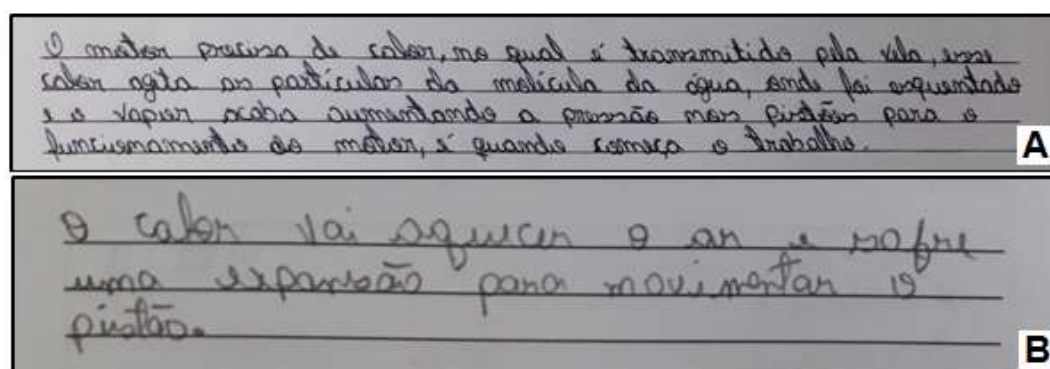 O motor precisa de calor, no qual é transmitido pela vela, esse
calor agita as partículas da molécula da água, onde foi esquentado
e o vapor acaba aumentando a pressão nos pistões para o
funcionamento do motor, é quando começa o trabalho.
A
O calor vai aquecer o ar e sofre
uma expansão para movimentar o
pistão.
B